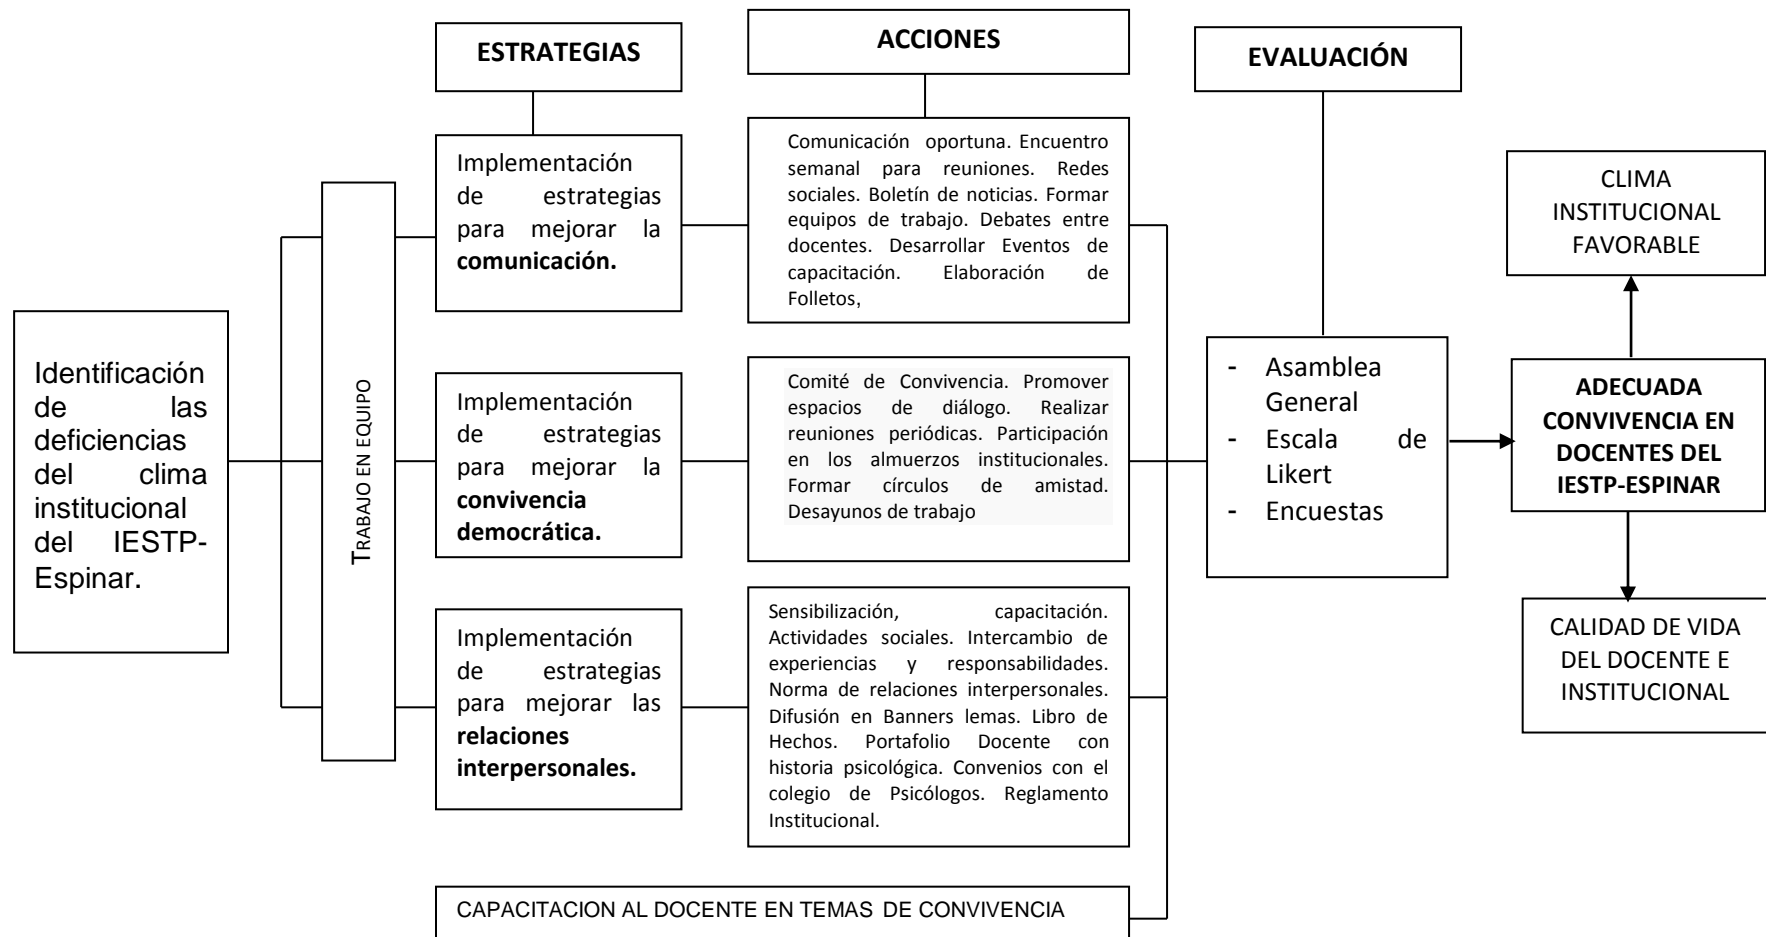 ESTRATEGIAS
ACCIONES
EVALUACIÓN
Identificación
de las
deficiencias
del clima
institucional
del IESTP-
Espinar.
TRABAJO EN EQUIPO
Implementación
de estrategias
para mejorar la
comunicación.
Comunicación oportuna. Encuentro
semanal para reuniones. Redes
sociales. Boletín de noticias. Formar
equipos de trabajo. Debates entre
docentes. Desarrollar Eventos de
capacitación. Elaboración de
Folletos,
Implementación
de estrategias
para mejorar la
convivencia
democrática.
Comité de Convivencia. Promover
espacios de diálogo. Realizar
reuniones periódicas. Participación
en los almuerzos institucionales.
Formar círculos de amistad.
Desayunos de trabajo
Implementación
de estrategias
para mejorar las
relaciones
interpersonales.
Sensibilización, capacitación.
Actividades sociales. Intercambio de
experiencias y responsabilidades.
Norma de relaciones interpersonales.
Difusión en Banners lemas. Libro de
Hechos. Portafolio Docente con
historia psicológica. Convenios con el
colegio de Psicólogos. Reglamento
Institucional.
CAPACITACION AL DOCENTE EN TEMAS DE CONVIVENCIA
- Asamblea
General
- Escala de
Likert
- Encuestas
CLIMA
INSTITUCIONAL
FAVORABLE
ADECUADA
CONVIVENCIA EN
DOCENTES DEL
IESTP-ESPINAR
CALIDAD DE VIDA
DEL DOCENTE E
INSTITUCIONAL